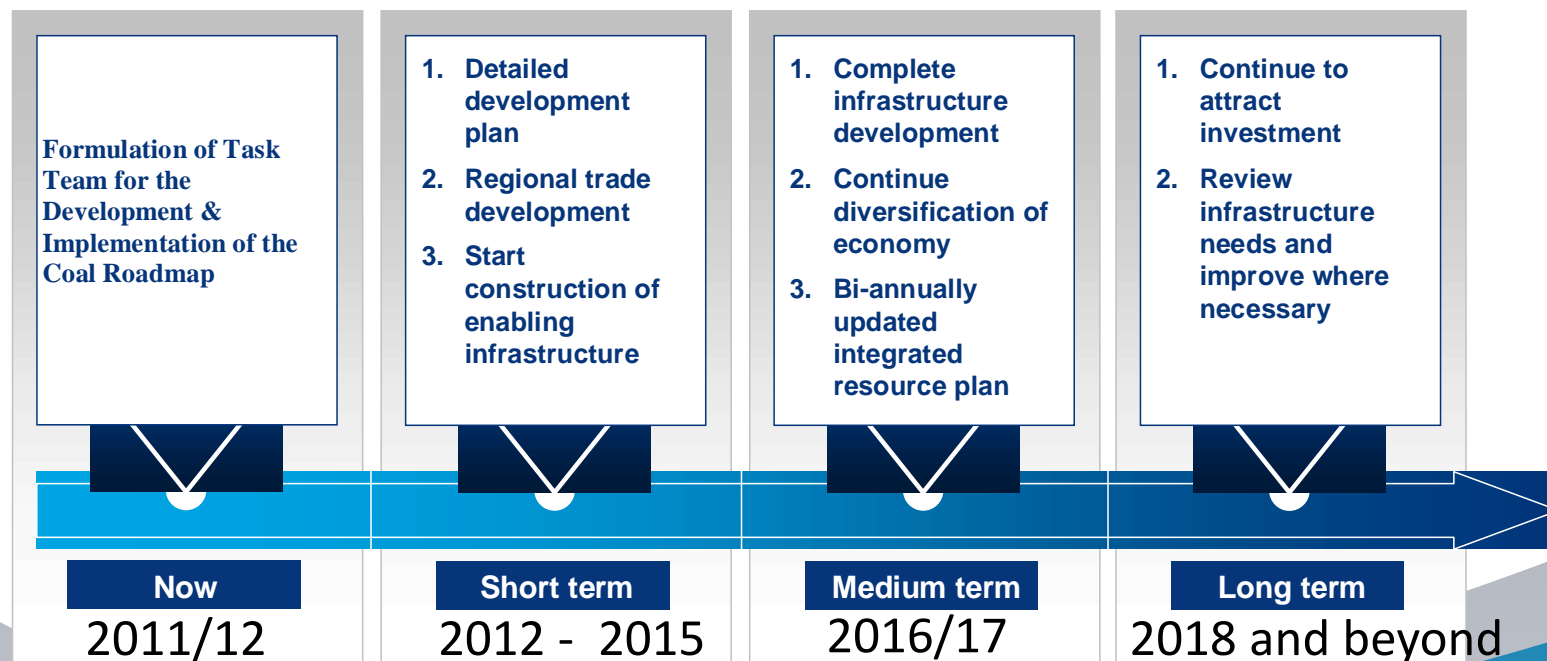 Formulation of Task
Team for the
Development &
Implementation of the
Coal Roadmap
1. Detailed
development
plan
2. Regional trade
development
3. Start
construction of
enabling
infrastructure
1. Complete
infrastructure
development
2. Continue
diversification of
economy
3. Bi-annually
updated
integrated
resource plan
1. Continue to
attract
investment
2. Review
infrastructure
needs and
improve where
necessary
Now
Short term
Medium term
Long term
2011/12
2012 - 2015
2016/17
2018 and beyond